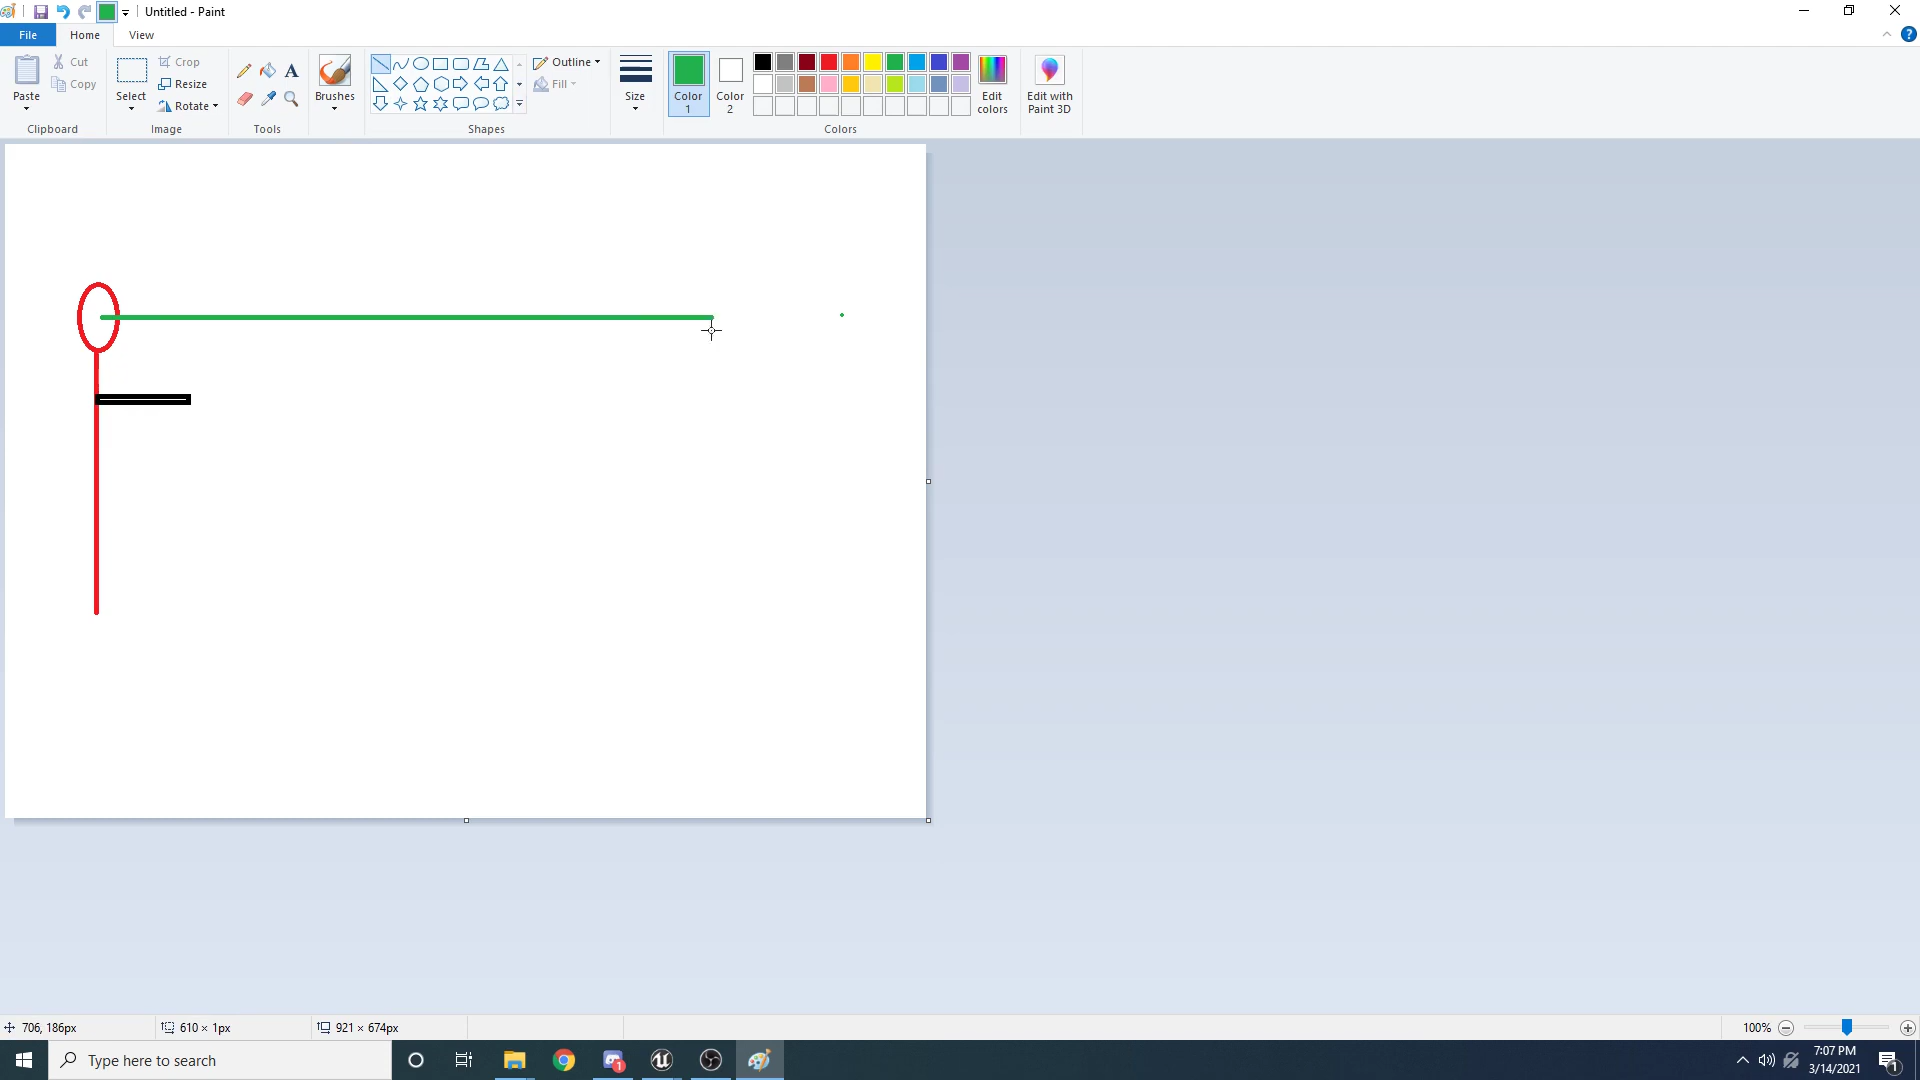 Untitled - Paint
File Home View
Paste
Cut
Copy
Clipboard
Select
Crop
Resize
Rotate
Image
Tools
Brushes
Shapes
Outline
Fill
Size
Color 1
Color 2
Colors
Edit colors
Edit with Paint 3D
706, 186px
610 × 1px
921 × 674px
100%
Type here to search
1
7:07 PM
3/14/2021
1